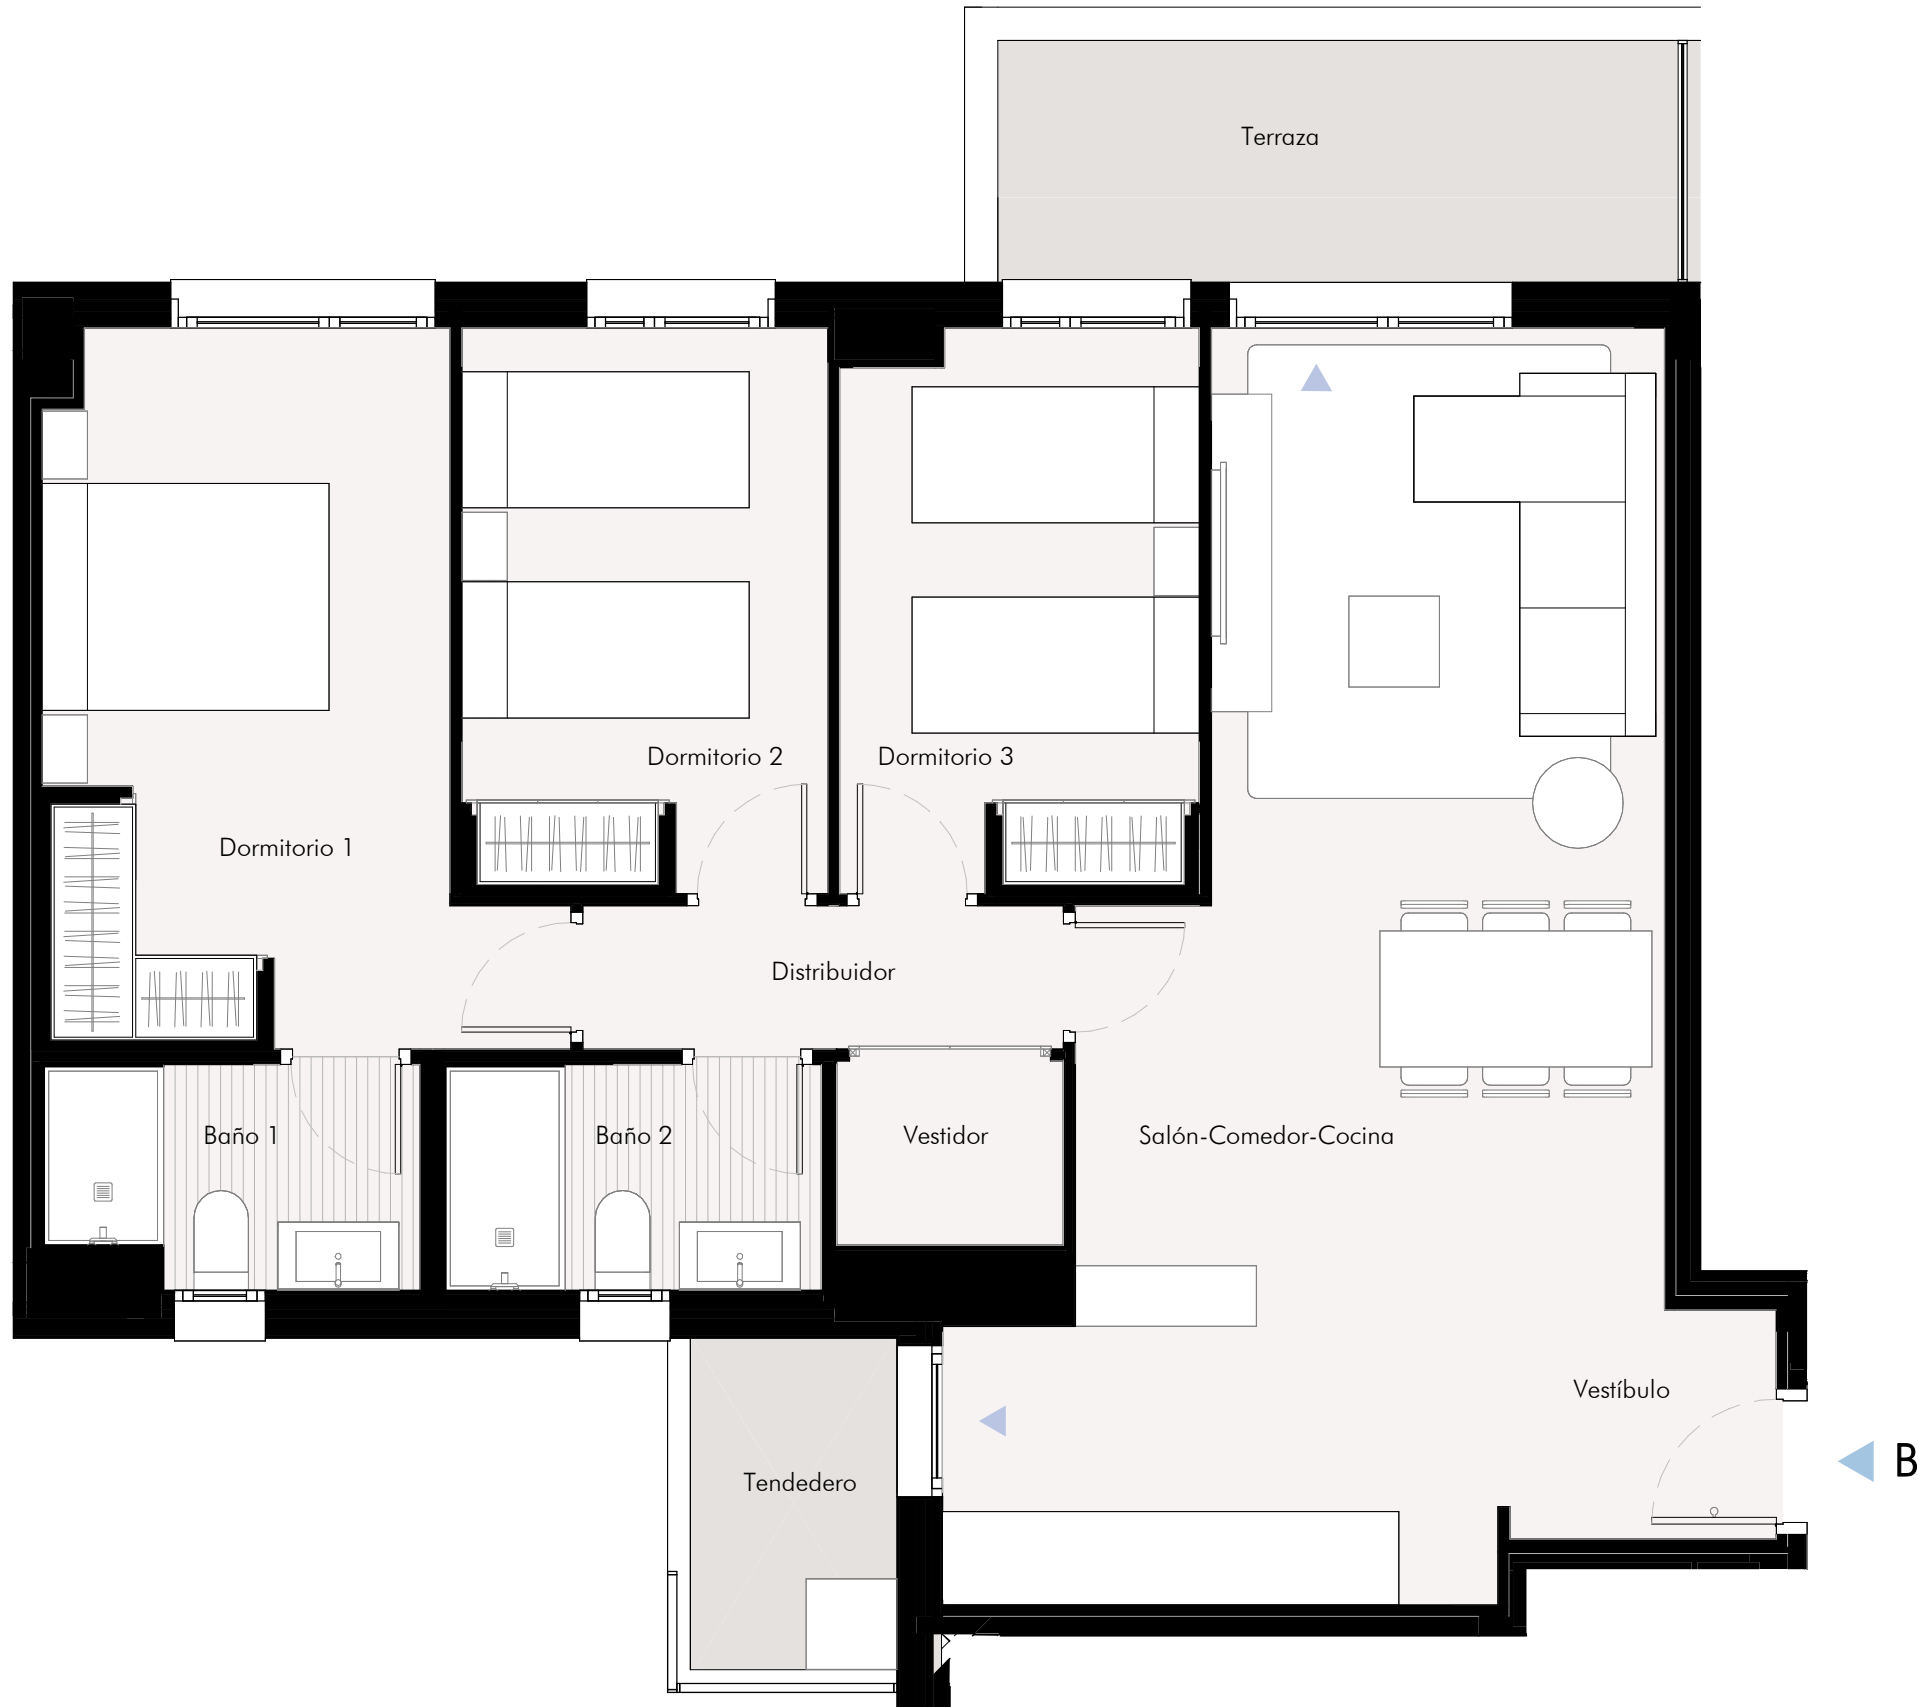 Terraza
Dormitorio 2
Dormitorio 3
Dormitorio 1
Distribuidor
Baño 1
Baño 2
Vestidor
Salón-Comedor-Cocina
Vestíbulo
B
Tendedero